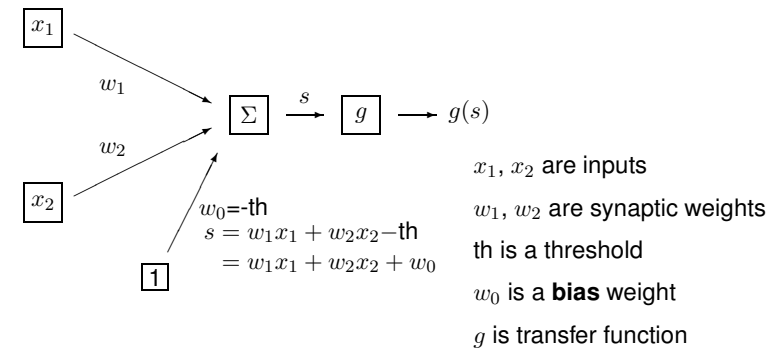 x₁
w₁
Σ
s
g
g(s)
w₂
x₂
w₀=-th
s = w₁x₁ + w₂x₂−th
= w₁x₁ + w₂x₂ + w₀
1
x₁, x₂ are inputs
w₁, w₂ are synaptic weights
th is a threshold
w₀ is a bias weight
g is transfer function